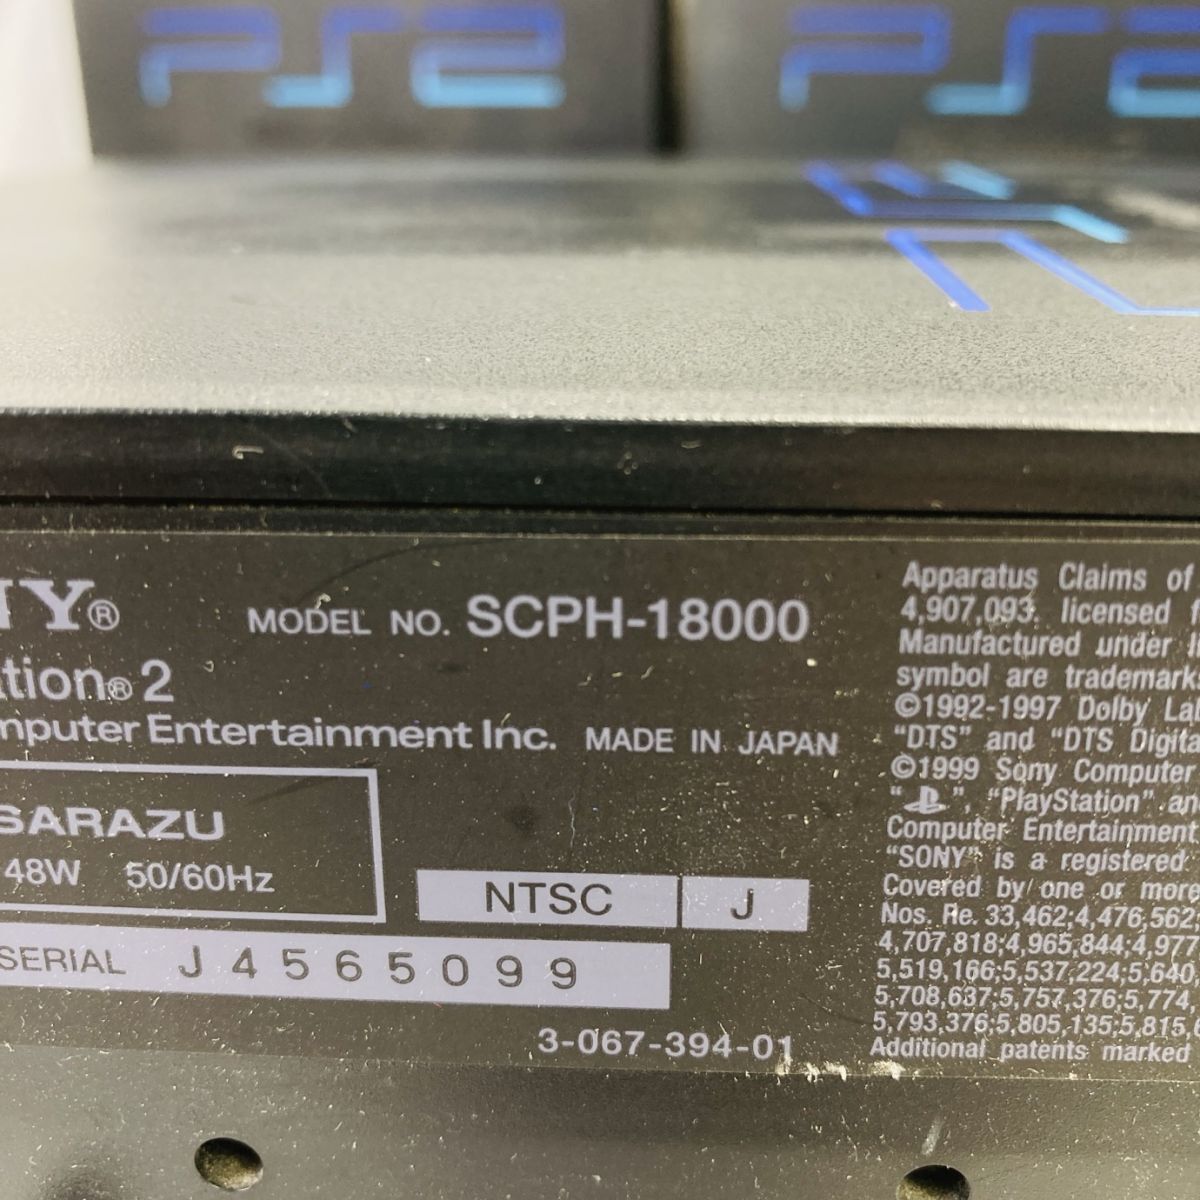 PS2
PS2
NY®
MODEL NO. SCPH-18000
tion® 2
mputer Entertainment Inc. MADE IN JAPAN
SARAZU
48W 50/60Hz
NTSC J
SERIAL J4565099
3-067-394-01
Apparatus Claims of
4,907,093. licensed
Manufactured under
symbol are trademarks
©1992-1997 Dolby La
"DTS" and "DTS Digita
©1999 Sony Computer
" ", "PlayStation" an
Computer Entertainment
"SONY" is a registered
Covered by one or more
Nos. Re. 33,462;4,476,562
4,707,818;4,965,844;4,977
5,519,166;5,537,224;5,640
5,708,637;5,757,376;5,774
5,793,376;5,805,135;5,815,6
Additional patents marked